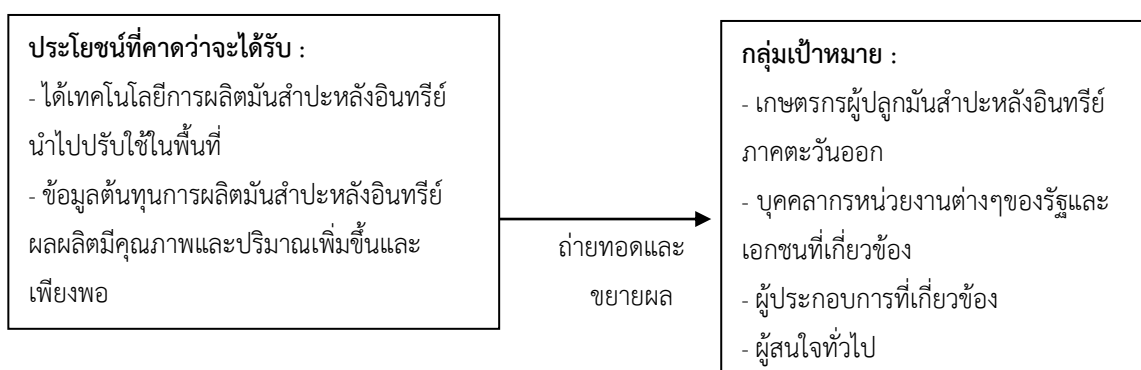 ประโยชน์ที่คาดว่าจะได้รับ :
- ได้เทคโนโลยีการผลิตมันสำปะหลังอินทรีย์
นำไปปรับใช้ในพื้นที่
- ข้อมูลต้นทุนการผลิตมันสำปะหลังอินทรีย์
ผลผลิตมีคุณภาพและปริมาณเพิ่มขึ้นและ
เพียงพอ
ถ่ายทอดและ
ขยายผล
กลุ่มเป้าหมาย :
- เกษตรกรผู้ปลูกมันสำปะหลังอินทรีย์
ภาคตะวันออก
- บุคคลากรหน่วยงานต่างๆของรัฐและ
เอกชนที่เกี่ยวข้อง
- ผู้ประกอบการที่เกี่ยวข้อง
- ผู้สนใจทั่วไป